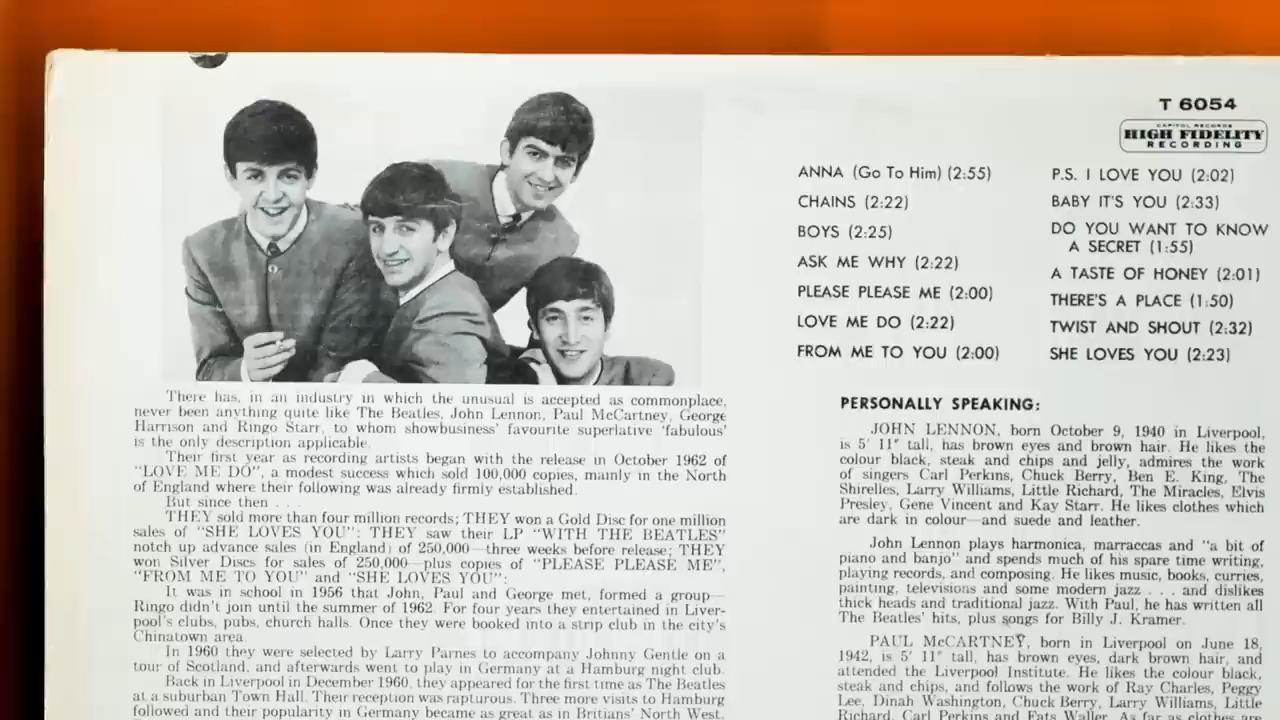 T 6054
CAPITOL RECORDS
HIGH FIDELITY
RECORDING
ANNA (Go To Him) (2:55)
CHAINS (2:22)
BOYS (2:25)
ASK ME WHY (2:22)
PLEASE PLEASE ME (2:00)
LOVE ME DO (2:22)
FROM ME TO YOU (2:00)
P.S. I LOVE YOU (2:02)
BABY IT'S YOU (2:33)
DO YOU WANT TO KNOW
A SECRET (1:55)
A TASTE OF HONEY (2:01)
THERE'S A PLACE (1:50)
TWIST AND SHOUT (2:32)
SHE LOVES YOU (2:23)
There has, in an industry in which the unusual is accepted as commonplace,
never been anything quite like The Beatles, John Lennon, Paul McCartney, George
Harrison and Ringo Starr, to whom showbusiness' favourite superlative 'fabulous'
is the only description applicable.
Their first year as recording artists began with the release in October 1962 of
"LOVE ME DO", a modest success which sold 100,000 copies, mainly in the North
of England where their following was already firmly established.
But since then . . .
THEY sold more than four million records; THEY won a Gold Disc for one million
sales of "SHE LOVES YOU": THEY saw their LP "WITH THE BEATLES"
notch up advance sales (in England) of 250,000—three weeks before release; THEY
won Silver Discs for sales of 250,000—plus copies of "PLEASE PLEASE ME",
"FROM ME TO YOU" and "SHE LOVES YOU":
It was in school in 1956 that John, Paul and George met, formed a group—
Ringo didn't join until the summer of 1962. For four years they entertained in Liver-
pool's clubs, pubs, church halls. Once they were booked into a strip club in the city's
Chinatown area.
In 1960 they were selected by Larry Parnes to accompany Johnny Gentle on a
tour of Scotland, and afterwards went to play in Germany at a Hamburg night club.
Back in Liverpool in December 1960, they appeared for the first time as The Beatles
at a suburban Town Hall. Their reception was rapturous. Three more visits to Hamburg
followed and their popularity in Germany became as great as in Britians' North West.
PERSONALLY SPEAKING:
JOHN LENNON, born October 9, 1940 in Liverpool,
is 5' 11" tall, has brown eyes and brown hair. He likes the
colour black, steak and chips and jelly, admires the work
of singers Carl Perkins, Chuck Berry, Ben E. King, The
Shirelles, Larry Williams, Little Richard, The Miracles, Elvis
Presley, Gene Vincent and Kay Starr. He likes clothes which
are dark in colour—and suede and leather.
John Lennon plays harmonica, marraccas and "a bit of
piano and banjo" and spends much of his spare time writing,
playing records, and composing. He likes music, books, curries,
painting, televisions and some modern jazz . . . and dislikes
thick heads and traditional jazz. With Paul, he has written all
The Beatles' hits, plus songs for Billy J. Kramer.
PAUL McCARTNEY, born in Liverpool on June 18,
1942, is 5' 11" tall, has brown eyes, dark brown hair, and
attended the Liverpool Institute. He likes the colour black,
steak and chips, and follows the work of Ray Charles, Peggy
Lee, Dinah Washington, Chuck Berry, Larry Williams, Little
Richard, Carl Perkins and Fats Waller. As far as clothes are